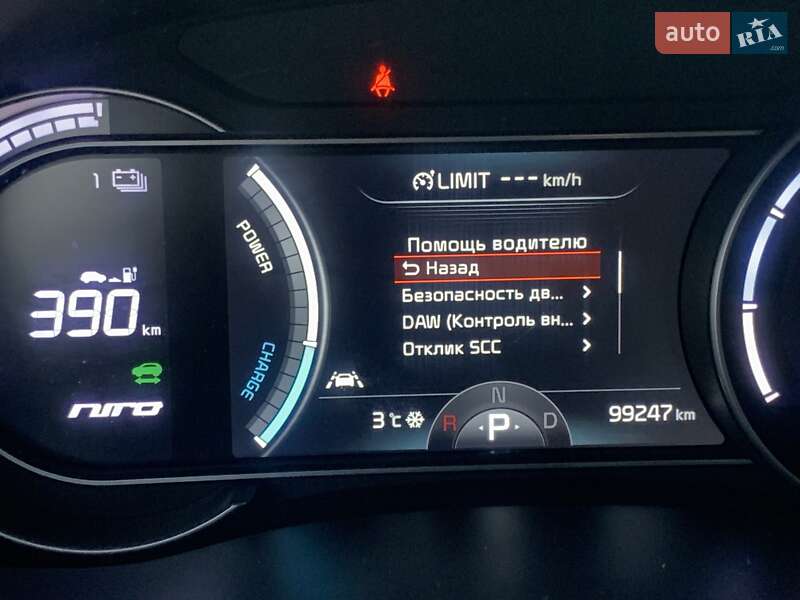 auto RIA .com
LIMIT --- km/h
1
POWER
Помощь водителю
Назад
Безопасность дв...
DAW (Контроль вн...
Отклик SCC
390 km
CHARGE
niro
3°C
R N D
P
99247 km